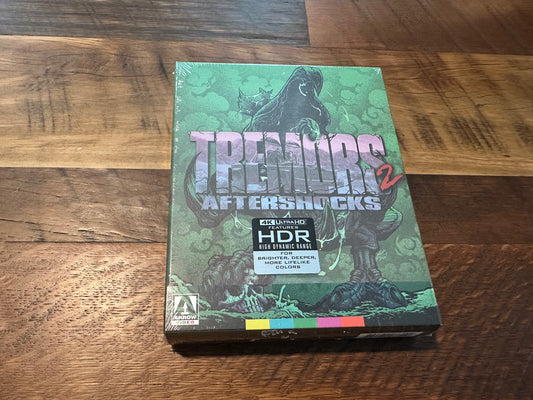 TREMORS 2
AFTERSHOCKS
4K ULTRA HD
FEATURES
HDR
HIGH DYNAMIC RANGE
FOR
BRIGHTER, DEEPER,
MORE LIFELIKE
COLORS
ARROW
VIDEO